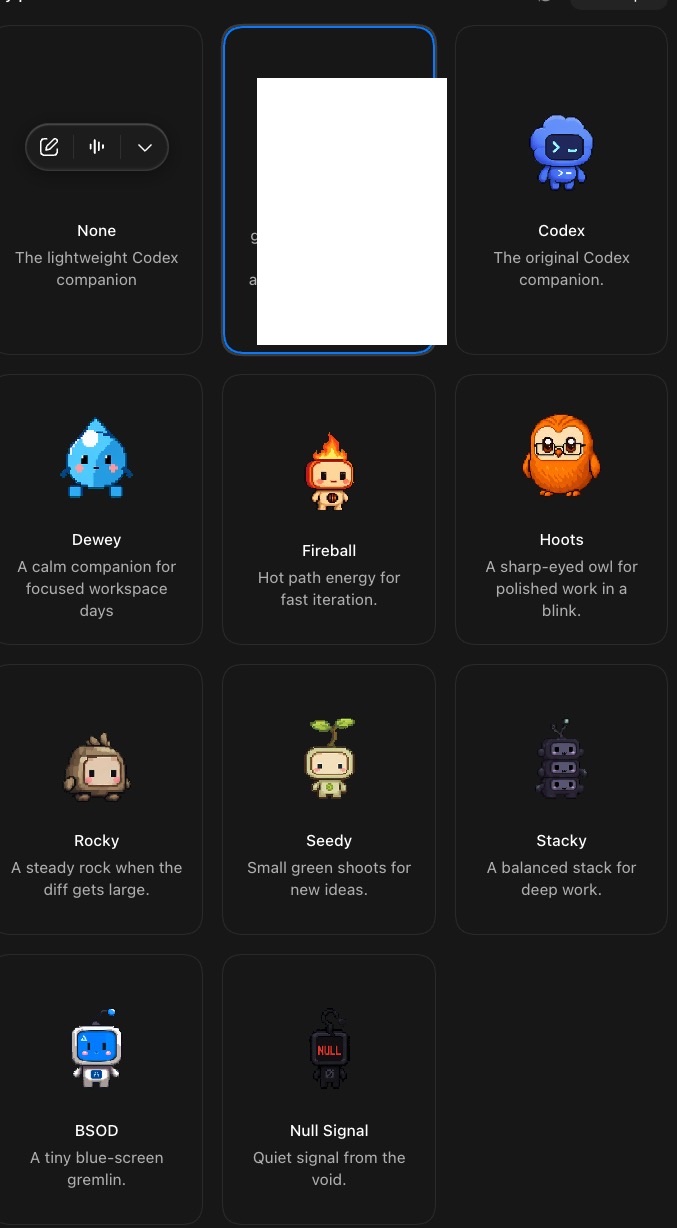 None
The lightweight Codex
companion
Codex
The original Codex
companion.
Dewey
A calm companion for
focused workspace
days
Fireball
Hot path energy for
fast iteration.
Hoots
A sharp-eyed owl for
polished work in a
blink.
Rocky
A steady rock when the
diff gets large.
Seedy
Small green shoots for
new ideas.
Stacky
A balanced stack for
deep work.
BSOD
A tiny blue-screen
gremlin.
NULL
Null Signal
Quiet signal from the
void.